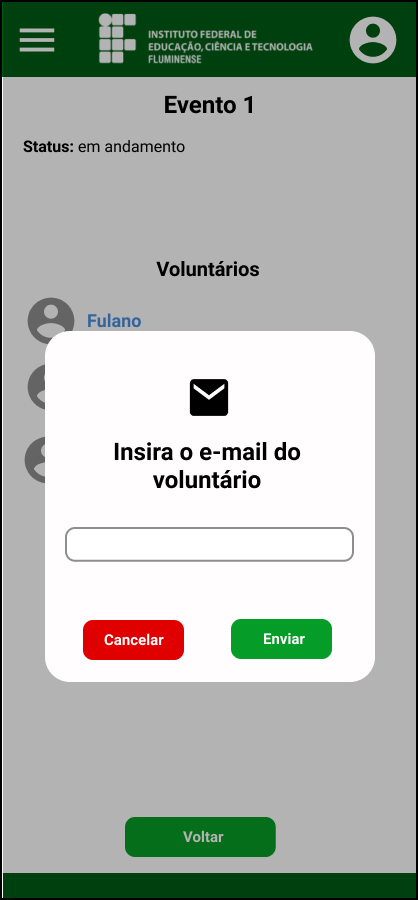 INSTITUTO FEDERAL DE
EDUCAÇÃO, CIÊNCIA E TECNOLOGIA
FLUMINENSE
Evento 1
Status: em andamento
Voluntários
Fulano
Insira o e-mail do
voluntário
Cancelar
Enviar
Voltar